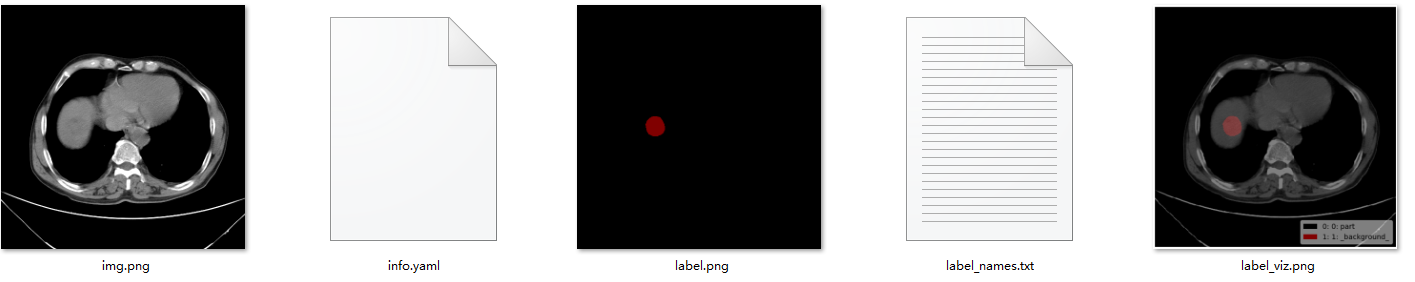 0: 0: part
1: 1: _background_
img.png
info.yaml
label.png
label_names.txt
label_viz.png